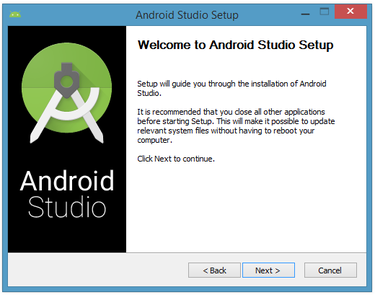 Android Studio Setup
Welcome to Android Studio Setup
Setup will guide you through the installation of Android
Studio.
It is recommended that you close all other applications
before starting Setup. This will make it possible to update
relevant system files without having to reboot your
computer.
Click Next to continue.
Android
Studio
< Back
Next >
Cancel